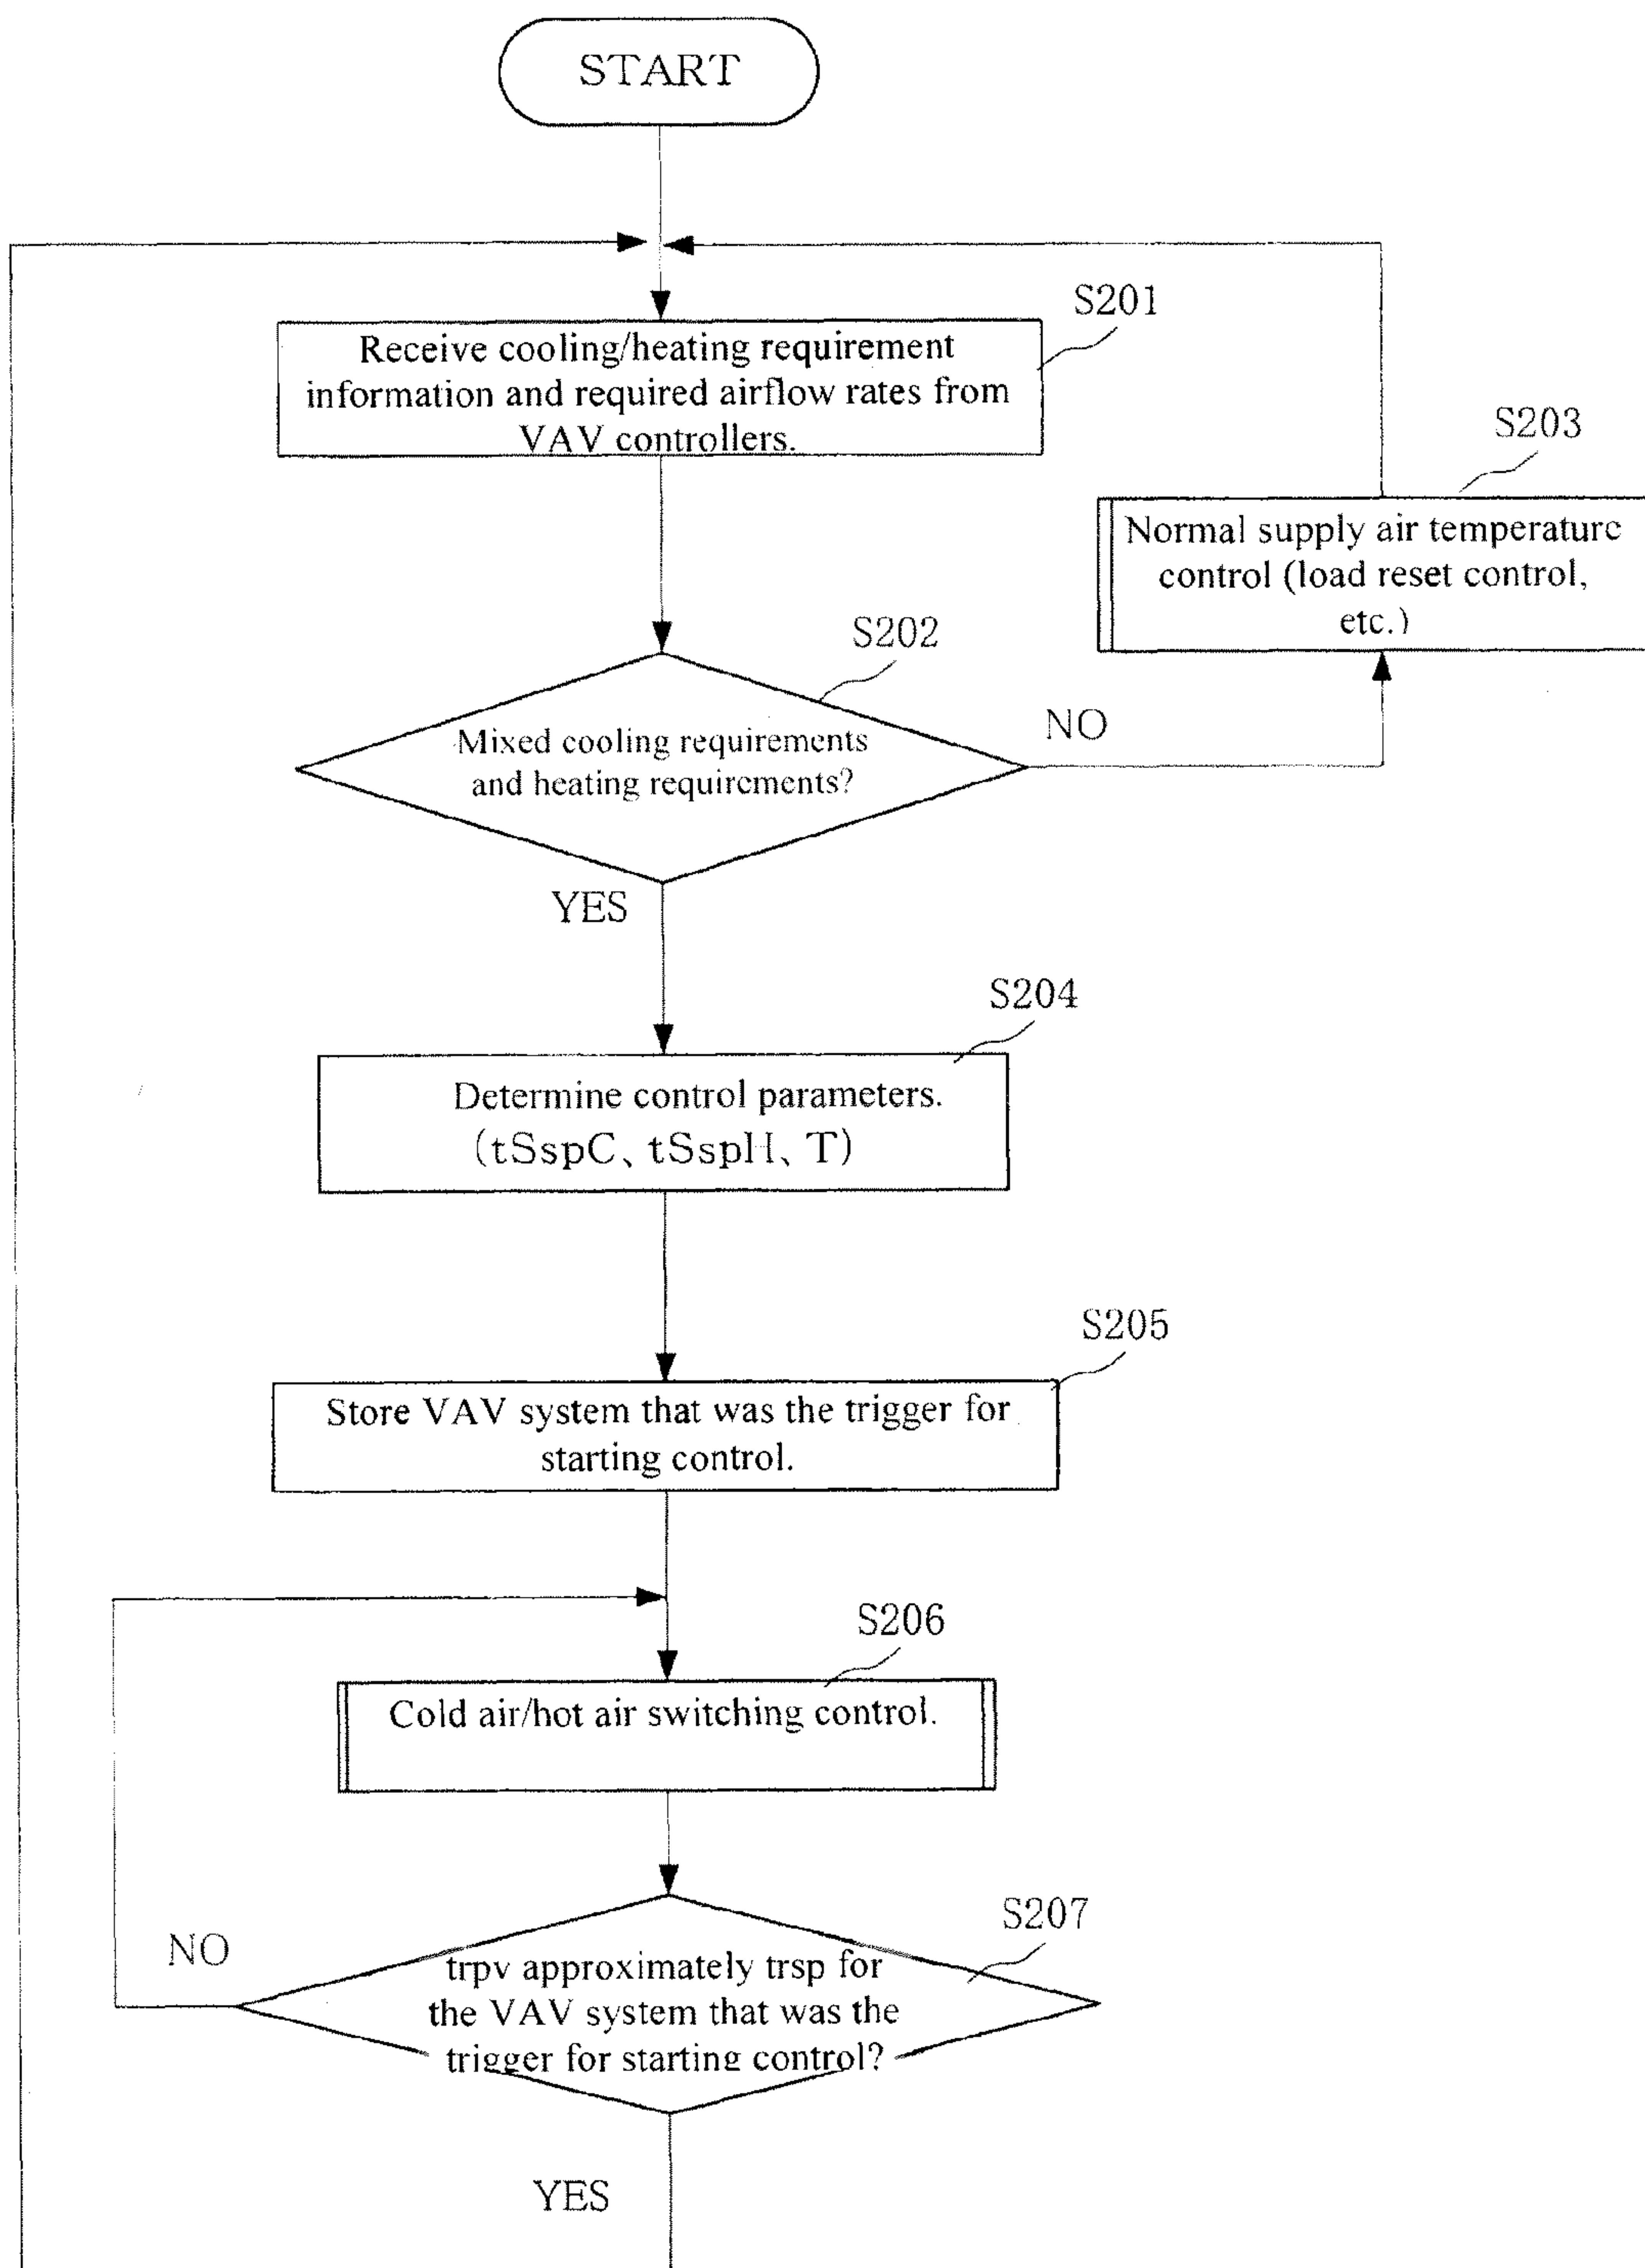 START
S201
Receive cooling/heating requirement
information and required airflow rates from
VAV controllers.
S203
Normal supply air temperature
control (load reset control,
etc.)
S202
Mixed cooling requirements
and heating requirements?
NO
YES
S204
Determine control parameters.
(tSspC、tSspH、T)
S205
Store VAV system that was the trigger for
starting control.
S206
Cold air/hot air switching control.
S207
NO
trpv approximately trsp for
the VAV system that was the
trigger for starting control?
YES